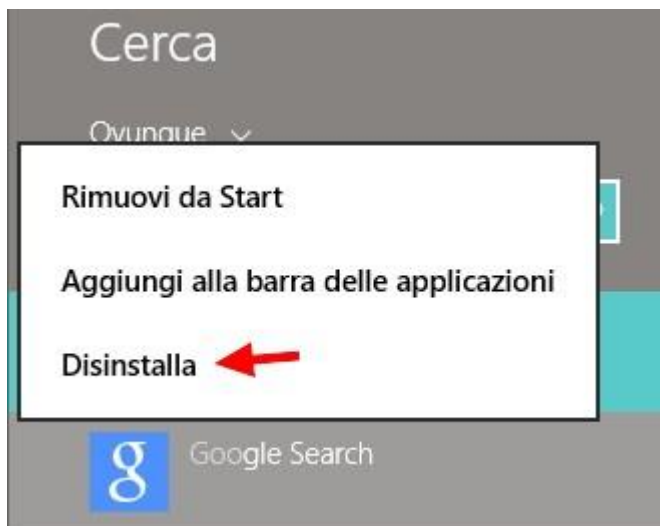 Cerca
Ovunque
Rimuovi da Start
Aggiungi alla barra delle applicazioni
Disinstalla
g
Google Search